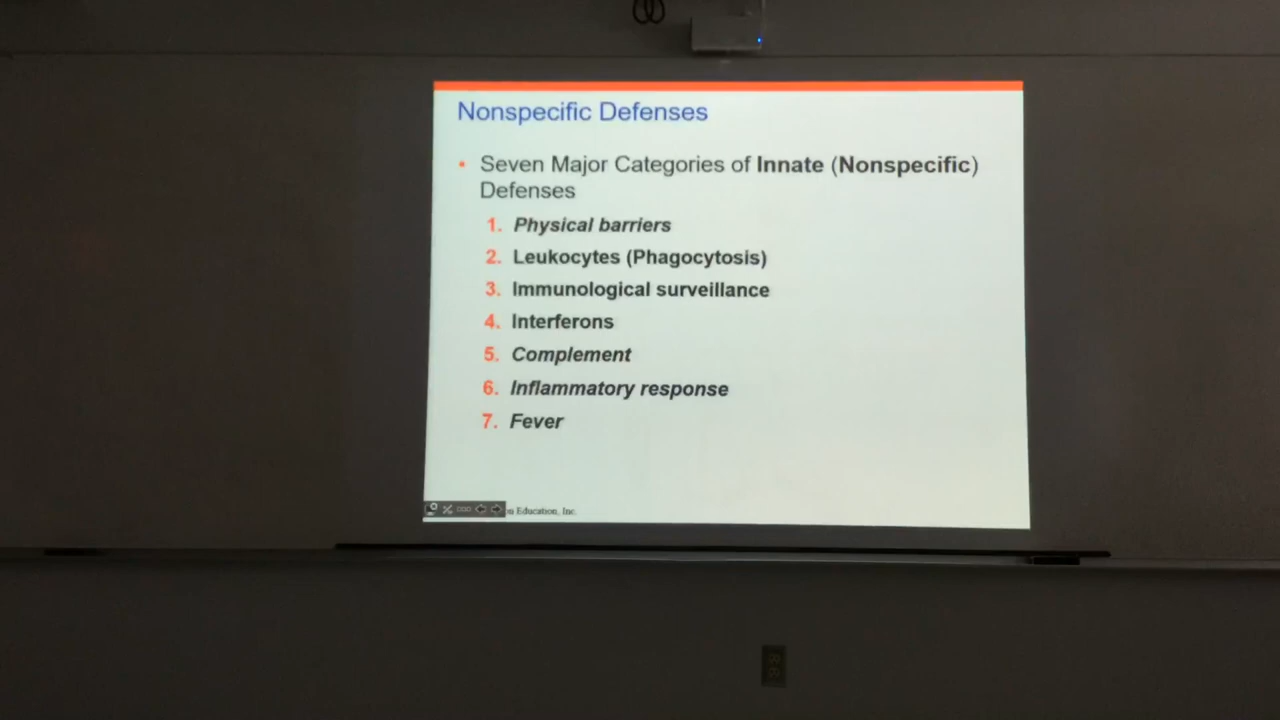 Nonspecific Defenses
• Seven Major Categories of Innate (Nonspecific)
Defenses
1. Physical barriers
2. Leukocytes (Phagocytosis)
3. Immunological surveillance
4. Interferons
5. Complement
6. Inflammatory response
7. Fever
Education, Inc.